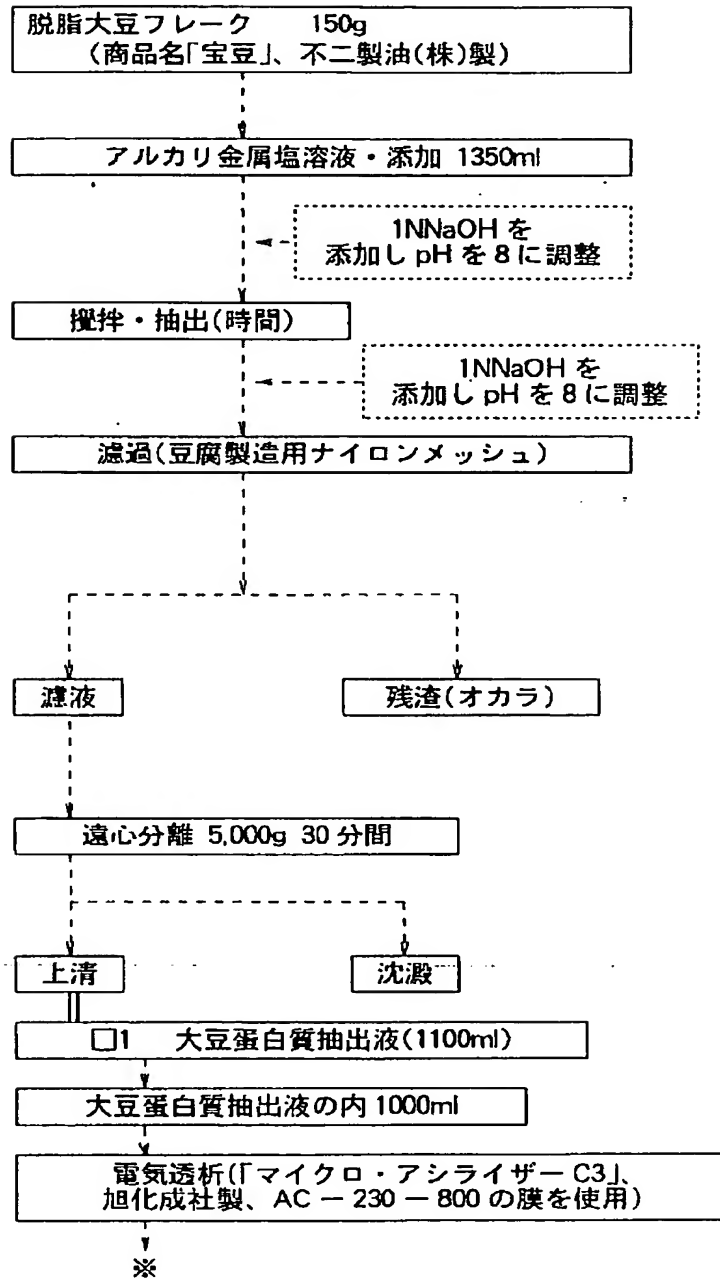 脱脂大豆フレーク 150g
(商品名「宝豆」、不二製油(株)製)
アルカリ金属塩溶液・添加 1350ml
1NNaOH を
添加し pH を 8 に調整
攪拌・抽出(時間)
1NNaOH を
添加し pH を 8 に調整
濾過(豆腐製造用ナイロンメッシュ)
濾液
残渣(オカラ)
遠心分離 5,000g 30 分間
上清
沈澱
□1 大豆蛋白質抽出液(1100ml)
大豆蛋白質抽出液の内 1000ml
電気透析(「マイクロ・アシライザー C3」、
旭化成社製、AC − 230 − 800 の膜を使用)
※